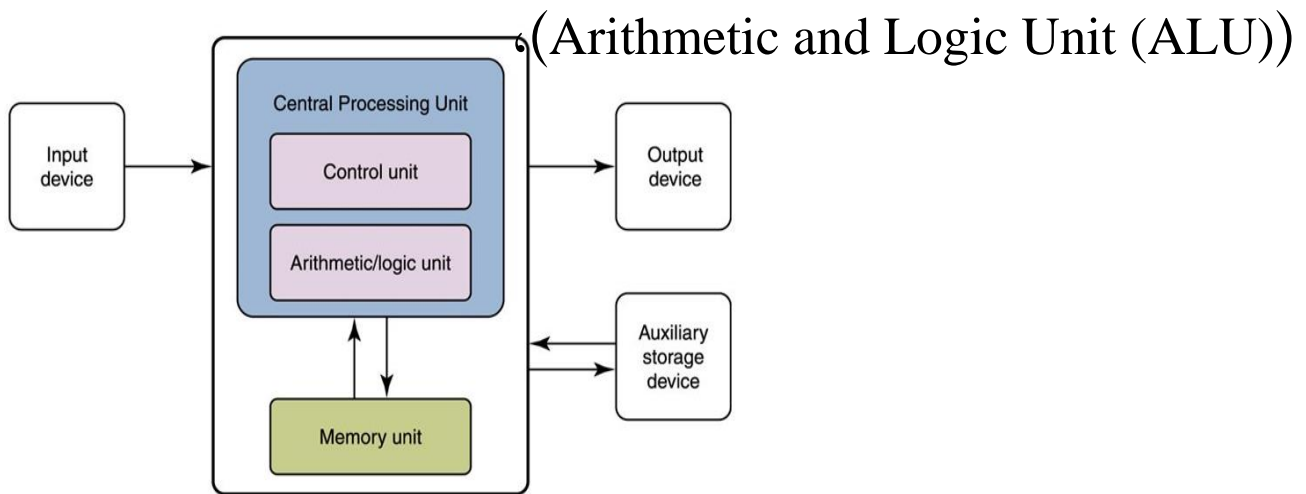 ،(Arithmetic and Logic Unit (ALU))
Central Processing Unit
Input
device
Control unit
Output
device
Arithmetic/logic unit
Auxiliary
storage
device
Memory unit